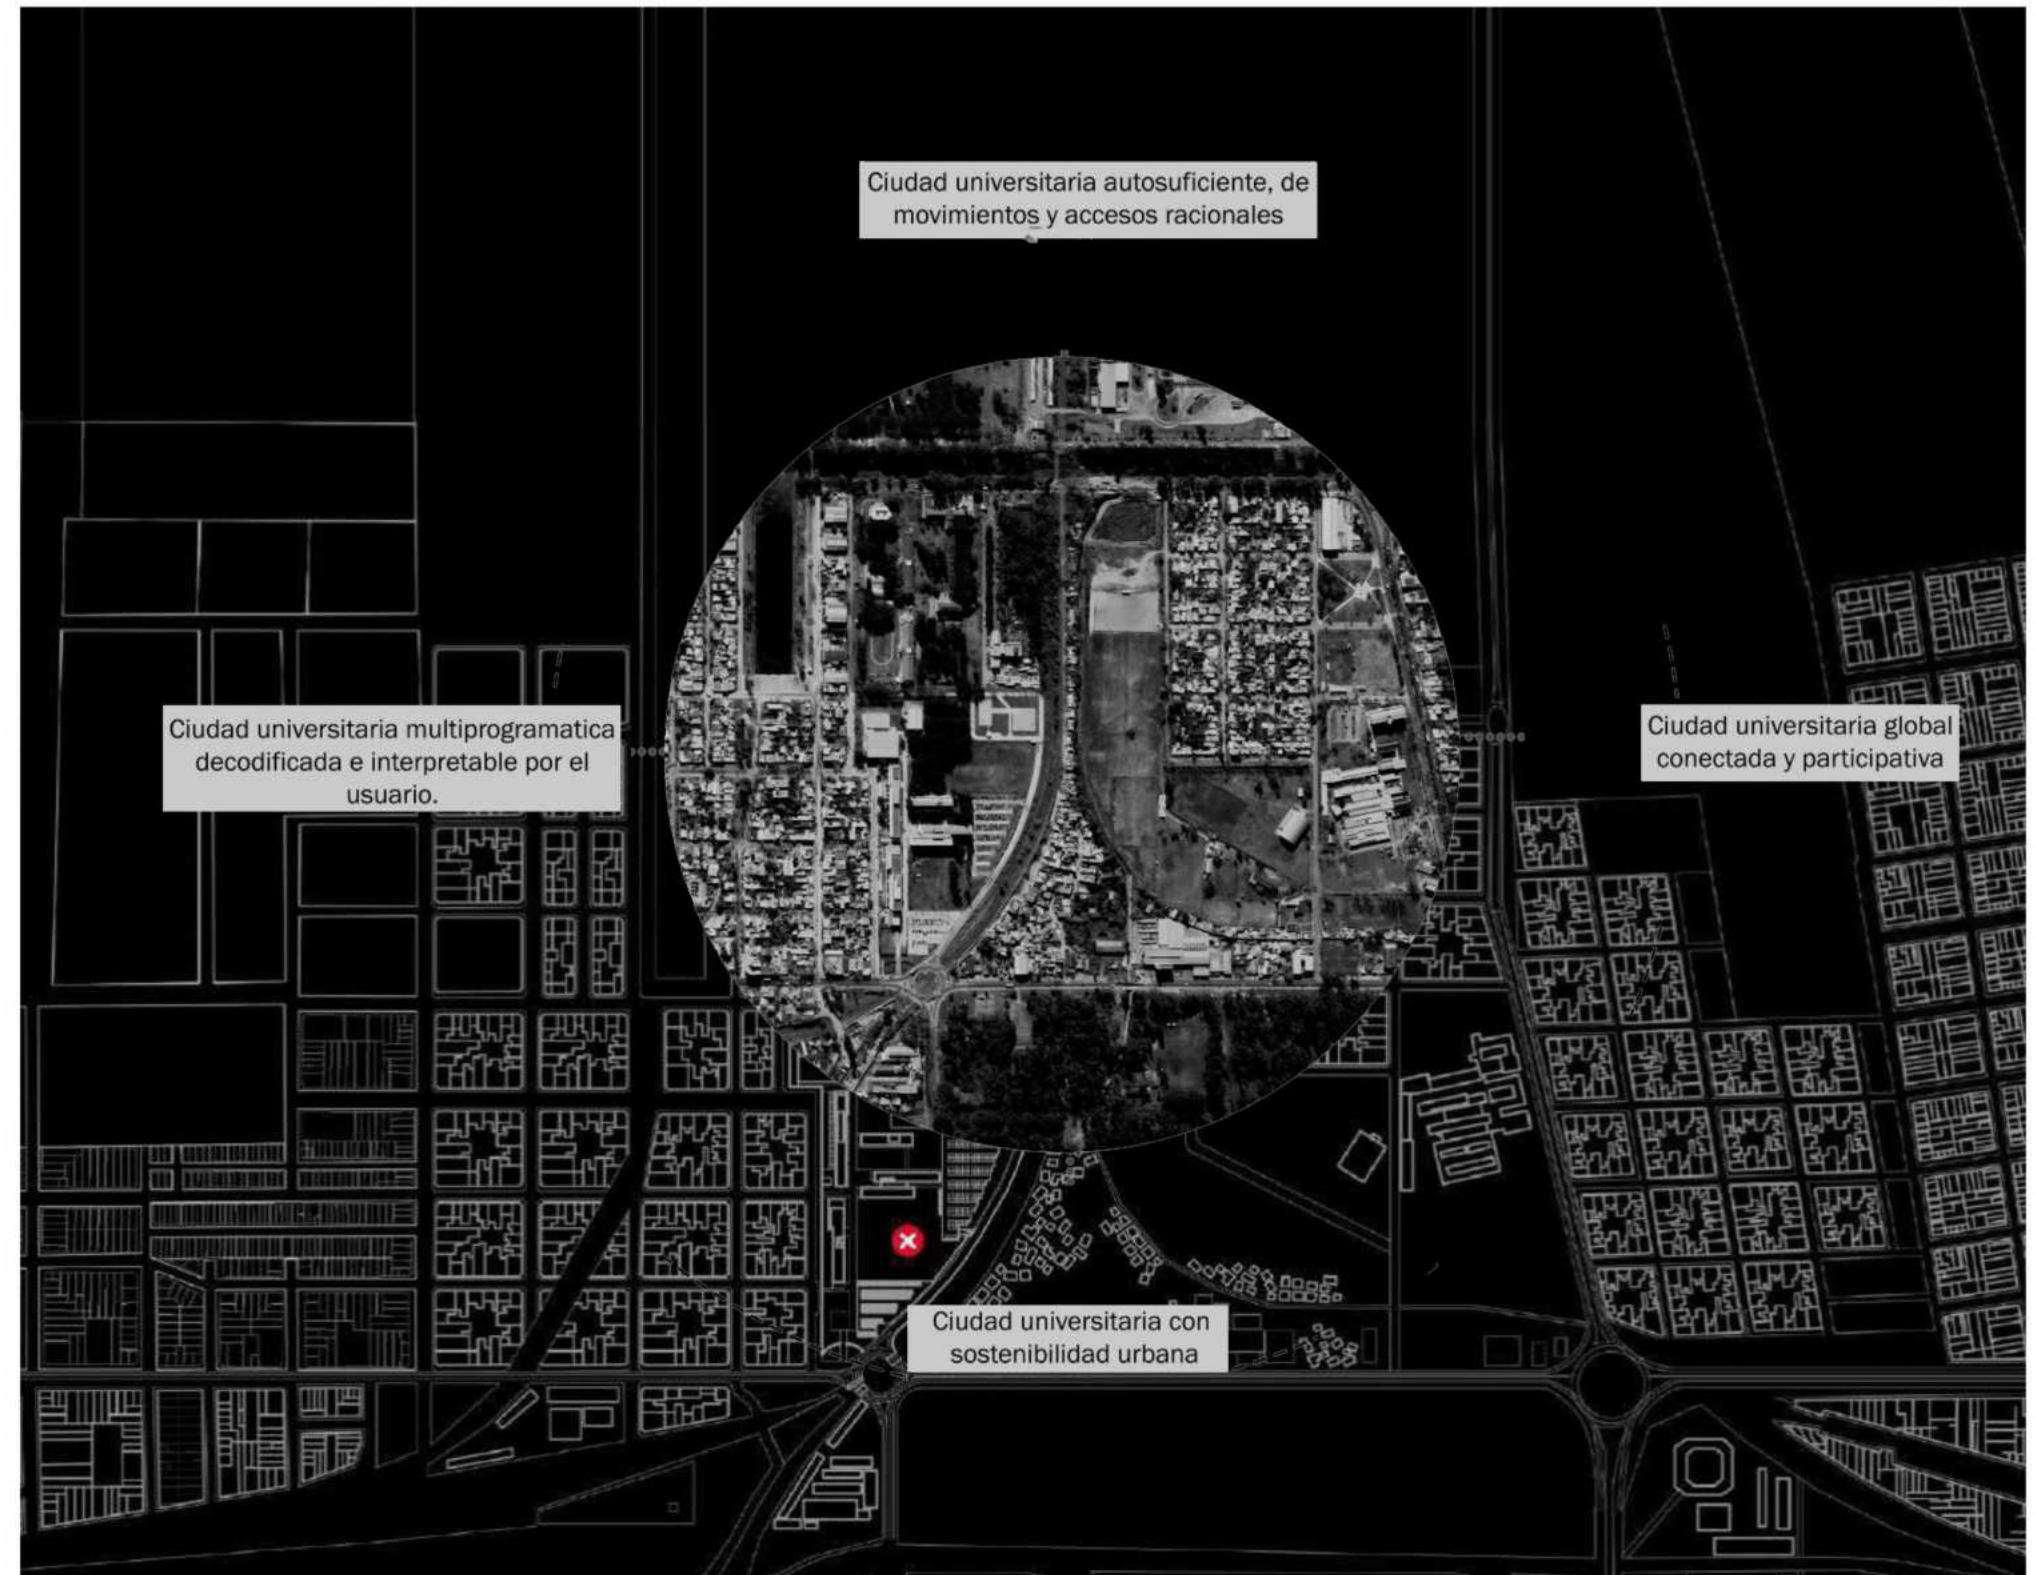 Ciudad universitaria autosuficiente, de
movimientos y accesos racionales
Ciudad universitaria multiprogramatica
decodificada e interpretable por el
usuario.
Ciudad universitaria global
conectada y participativa
Ciudad universitaria con
sostenibilidad urbana